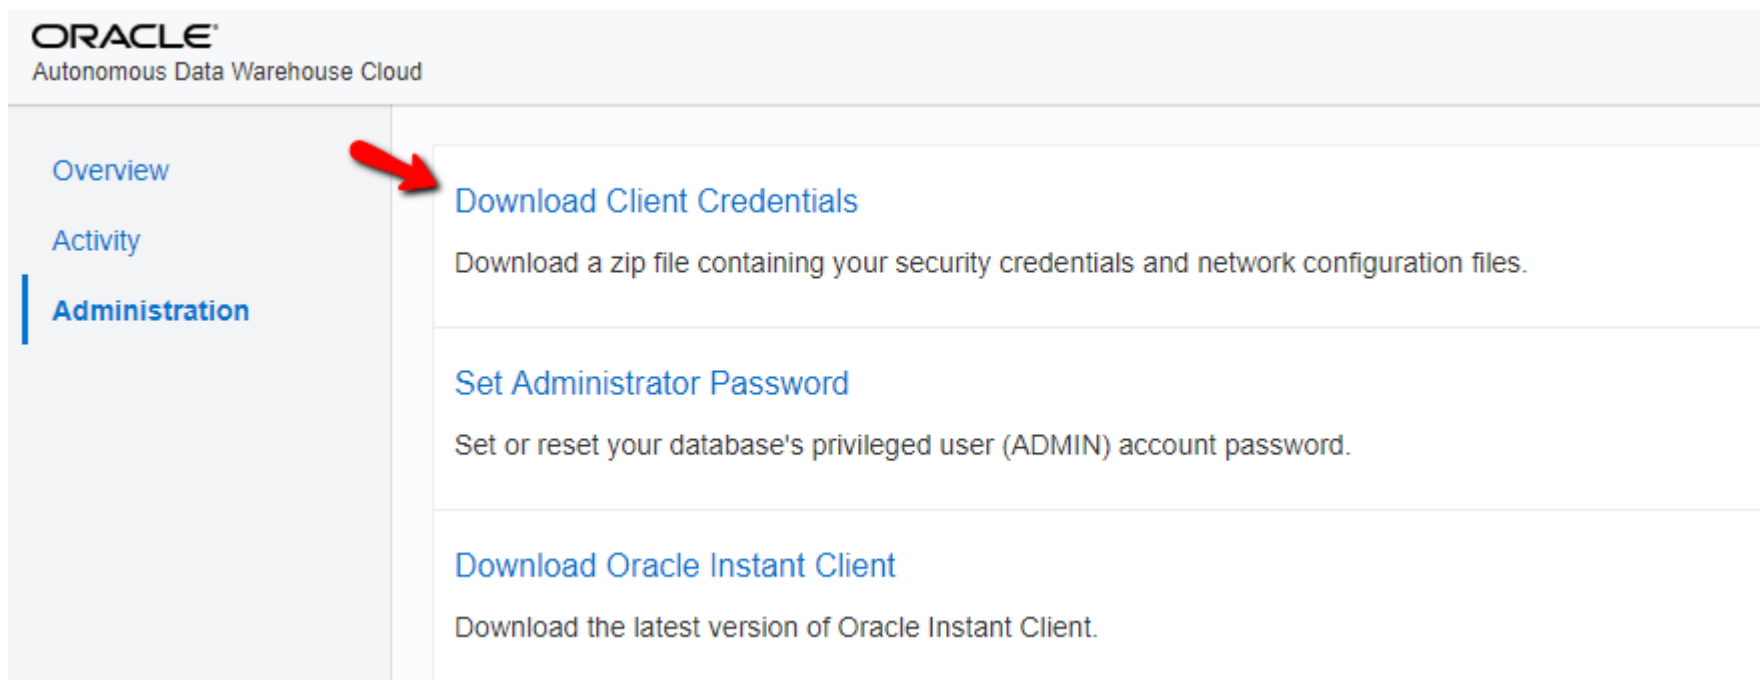 ORACLE
Autonomous Data Warehouse Cloud
Overview
Activity
Administration
Download Client Credentials
Download a zip file containing your security credentials and network configuration files.
Set Administrator Password
Set or reset your database's privileged user (ADMIN) account password.
Download Oracle Instant Client
Download the latest version of Oracle Instant Client.